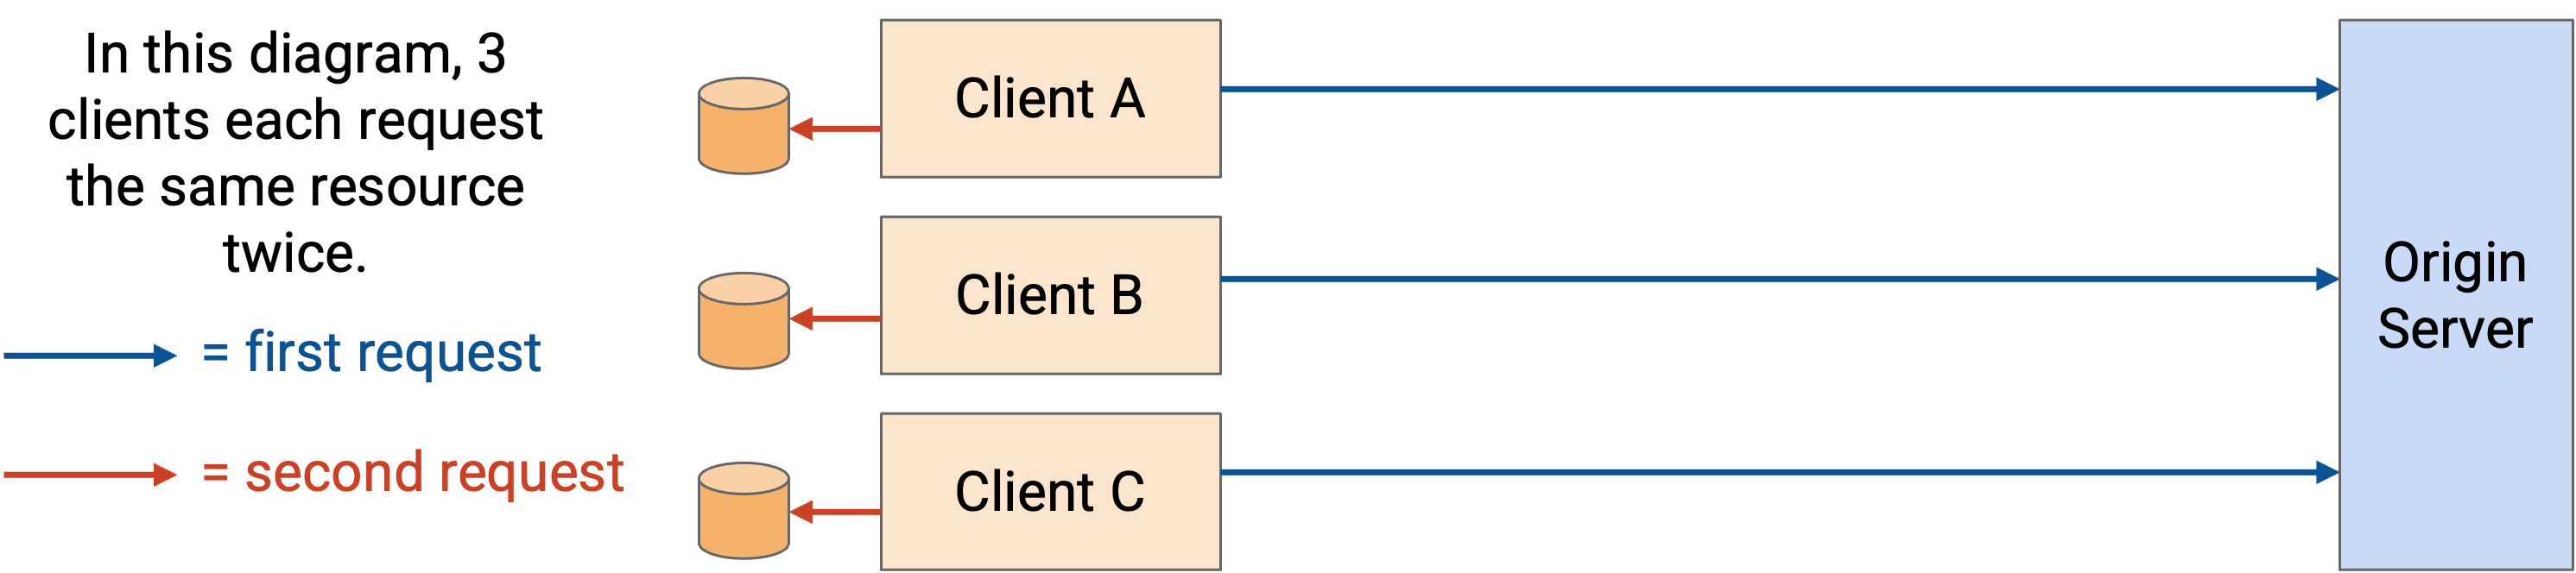 In this diagram, 3
clients each request
the same resource
twice.
= first request
= second request
Client A
Client B
Client C
Origin
Server